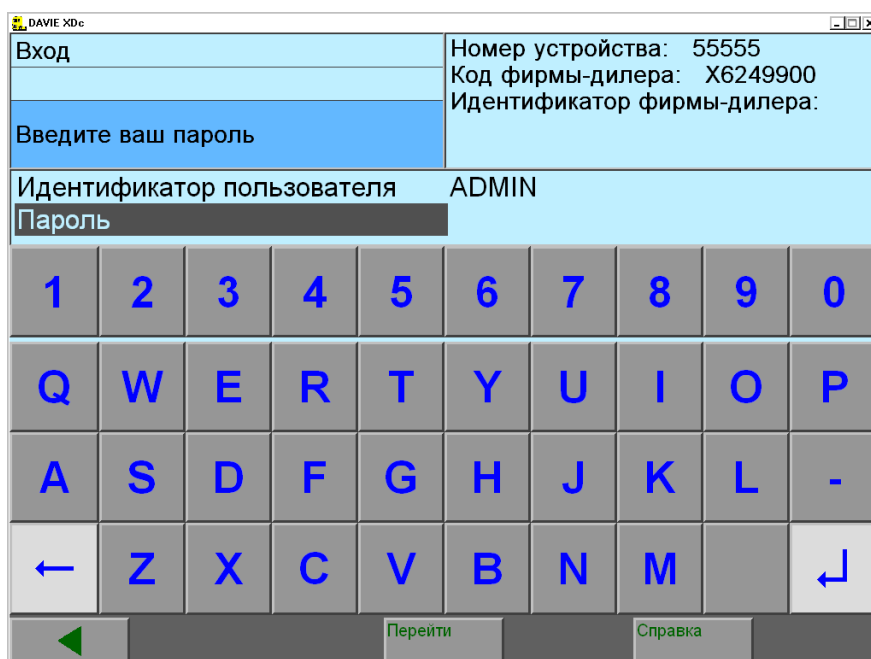 DAVIE XDc
Вход
Номер устройства: 55555
Код фирмы-дилера: X6249900
Идентификатор фирмы-дилера:
Введите ваш пароль
Идентификатор пользователя ADMIN
Пароль
1 2 3 4 5 6 7 8 9 0
Q W E R T Y U I O P
A S D F G H J K L -
← Z X C V B N M ↵
Перейти Справка